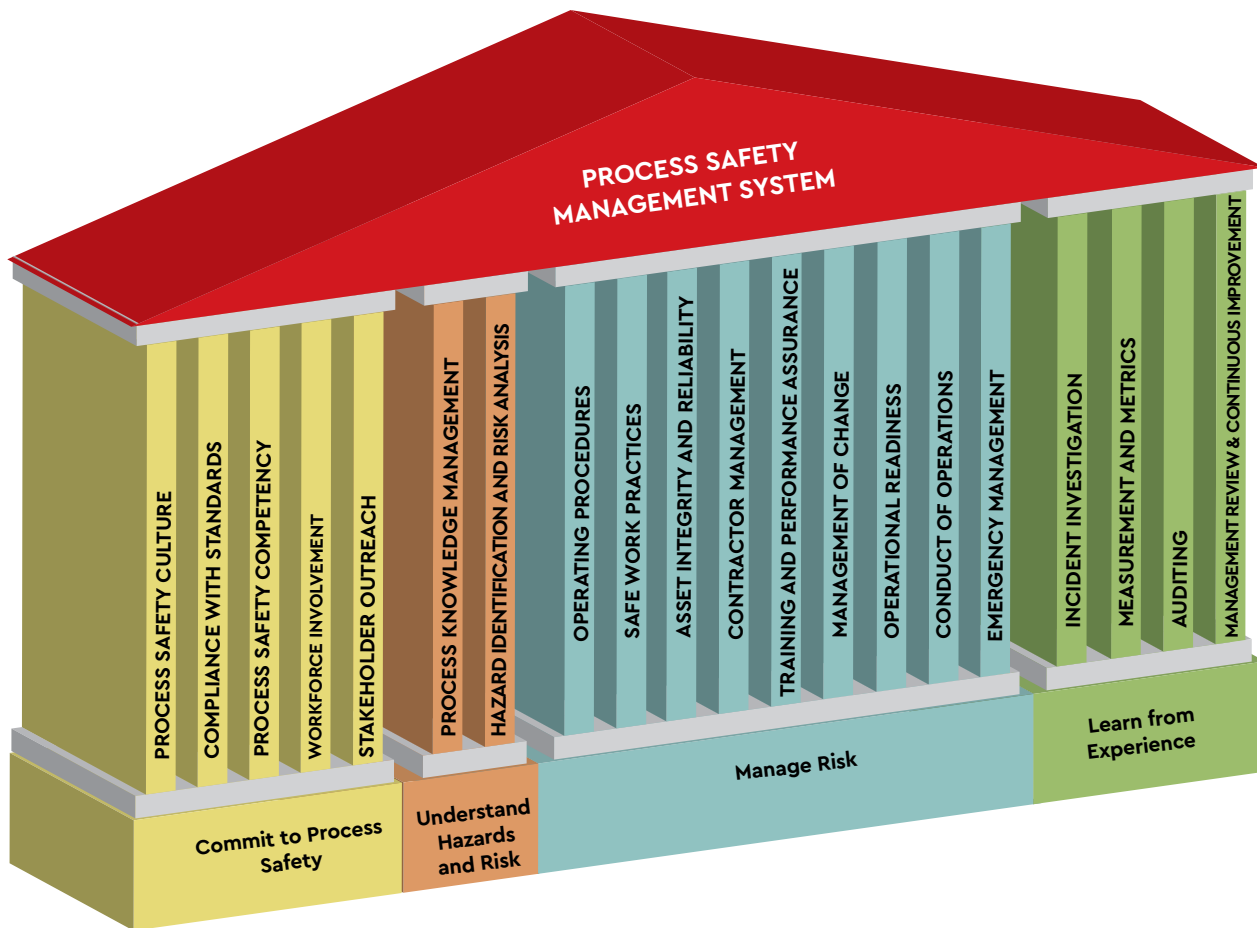 PROCESS SAFETY
MANAGEMENT SYSTEM
PROCESS SAFETY CULTURE
COMPLIANCE WITH STANDARDS
PROCESS SAFETY COMPETENCY
WORKFORCE INVOLVEMENT
STAKEHOLDER OUTREACH
PROCESS KNOWLEDGE MANAGEMENT
HAZARD IDENTIFICATION AND RISK ANALYSIS
OPERATING PROCEDURES
SAFE WORK PRACTICES
ASSET INTEGRITY AND RELIABILITY
CONTRACTOR MANAGEMENT
TRAINING AND PERFORMANCE ASSURANCE
MANAGEMENT OF CHANGE
OPERATIONAL READINESS
CONDUCT OF OPERATIONS
EMERGENCY MANAGEMENT
INCIDENT INVESTIGATION
MEASUREMENT AND METRICS
AUDITING
MANAGEMENT REVIEW & CONTINUOUS IMPROVEMENT
Commit to Process
Safety
Understand
Hazards
and Risk
Manage Risk
Learn from
Experience